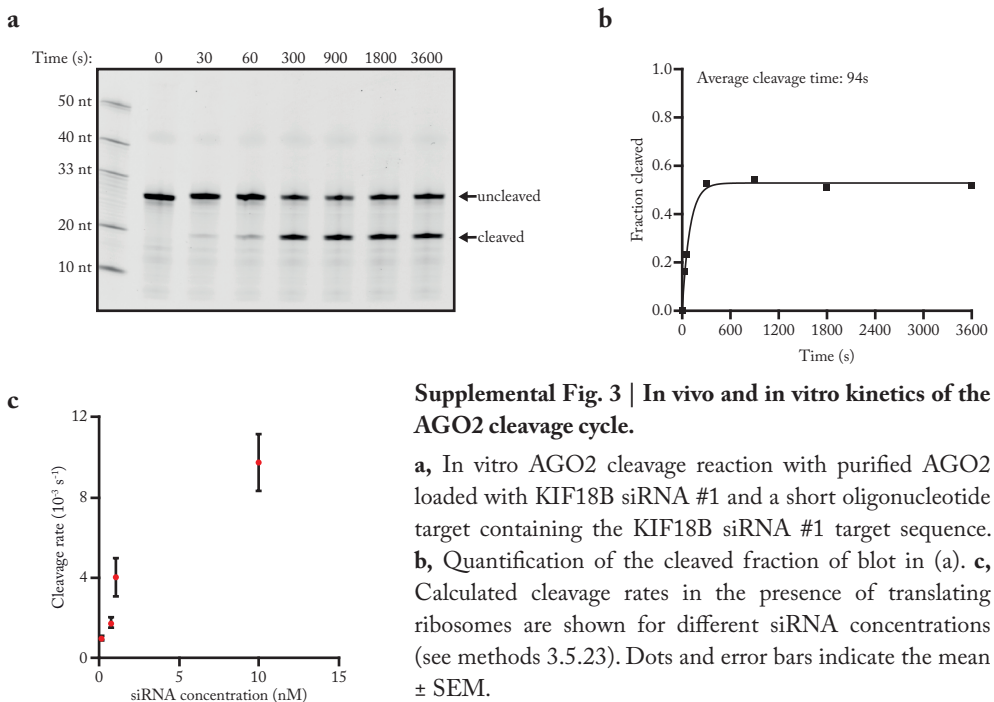 a
Time (s): 0 30 60 300 900 1800 3600
50 nt
40 nt
33 nt
20 nt
10 nt
uncleaved
cleaved
b
Average cleavage time: 94s
Fraction cleaved
1.0
0.8
0.6
0.4
0.2
0.0
0 600 1200 1800 2400 3000 3600
Time (s)
c
Cleavage rate (10⁻³ s⁻¹)
12
8
4
0
0 5 10 15
siRNA concentration (nM)
Supplemental Fig. 3 | In vivo and in vitro kinetics of the
AGO2 cleavage cycle.
a, In vitro AGO2 cleavage reaction with purified AGO2
loaded with KIF18B siRNA #1 and a short oligonucleotide
target containing the KIF18B siRNA #1 target sequence.
b, Quantification of the cleaved fraction of blot in (a). c,
Calculated cleavage rates in the presence of translating
ribosomes are shown for different siRNA concentrations
(see methods 3.5.23). Dots and error bars indicate the mean
± SEM.